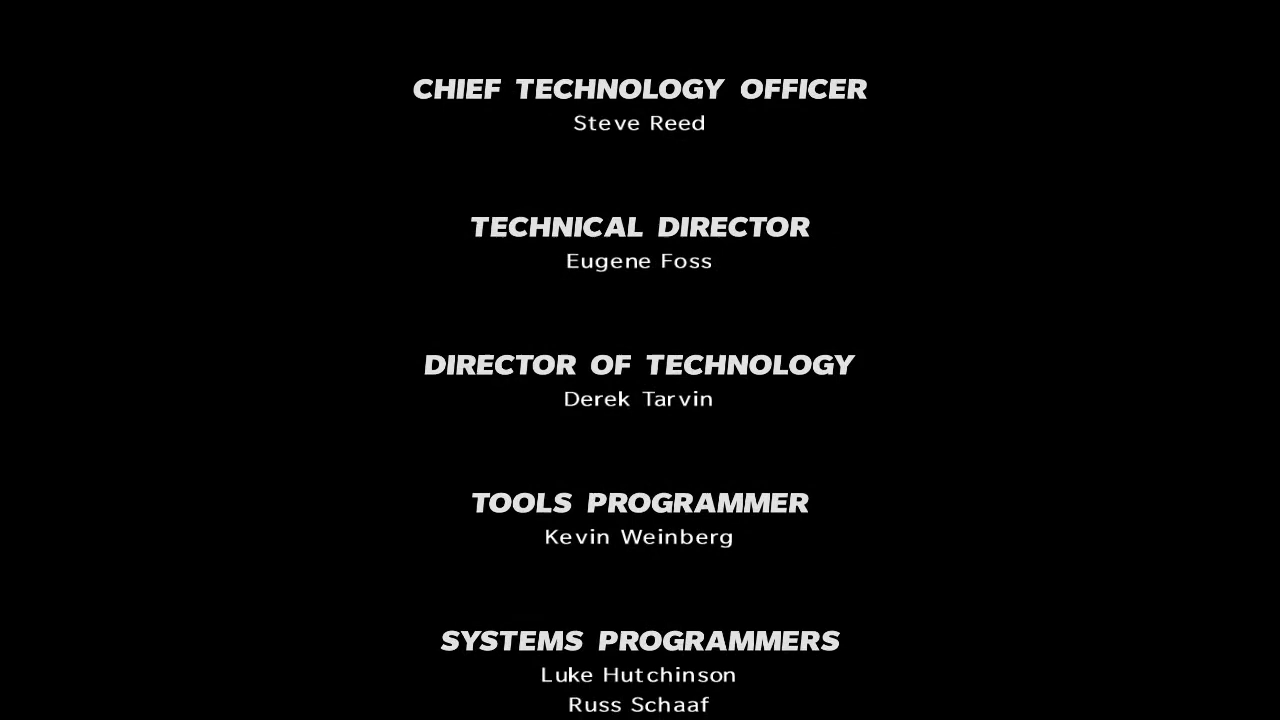 CHIEF TECHNOLOGY OFFICER
Steve Reed
TECHNICAL DIRECTOR
Eugene Foss
DIRECTOR OF TECHNOLOGY
Derek Tarvin
TOOLS PROGRAMMER
Kevin Weinberg
SYSTEMS PROGRAMMERS
Luke Hutchinson
Russ Schaaf